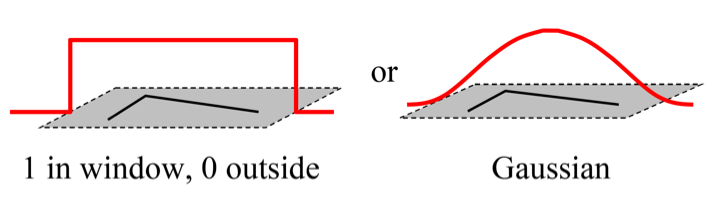 or
1 in window, 0 outside
Gaussian